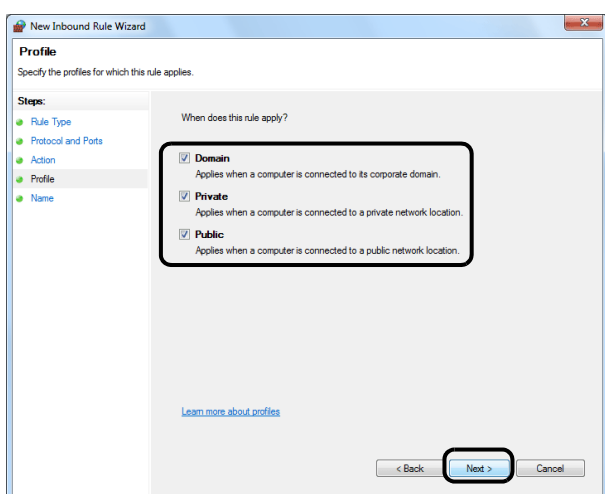 New Inbound Rule Wizard
Profile
Specify the profiles for which this rule applies.
Steps:
Rule Type
Protocol and Ports
Action
Profile
Name
When does this rule apply?
Domain
Applies when a computer is connected to its corporate domain.
Private
Applies when a computer is connected to a private network location.
Public
Applies when a computer is connected to a public network location.
Learn more about profiles
< Back
Next >
Cancel